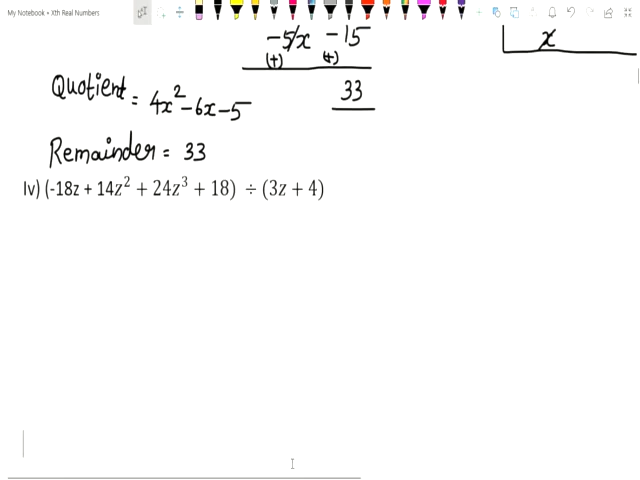 My Notebook • Xth Real Numbers
-5/x -15
(+) (+)
x
Quotient = 4x² - 6x - 5
33
Remainder = 33
Iv) (-18z + 14z² + 24z³ + 18) ÷ (3z + 4)